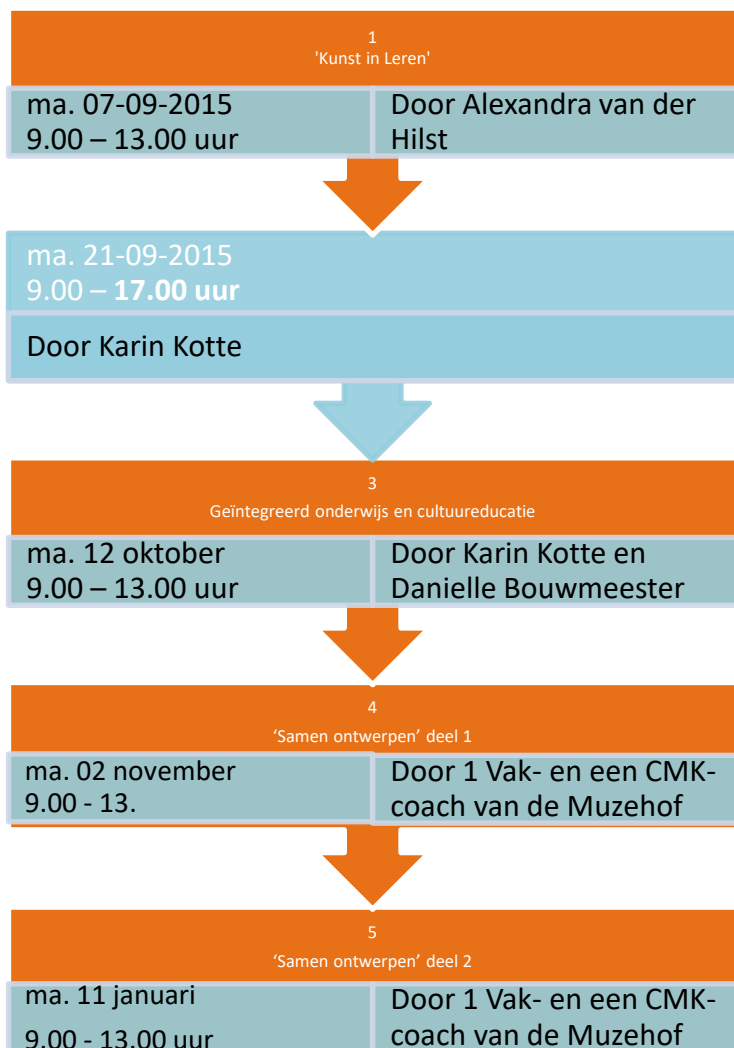 1
'Kunst in Leren'
ma. 07-09-2015
9.00 – 13.00 uur
Door Alexandra van der
Hilst
ma. 21-09-2015
9.00 – 17.00 uur
Door Karin Kotte
3
Geïntegreerd onderwijs en cultuureducatie
ma. 12 oktober
9.00 – 13.00 uur
Door Karin Kotte en
Danielle Bouwmeester
4
‘Samen ontwerpen’ deel 1
ma. 02 november
9.00 - 13.
Door 1 Vak- en een CMK-
coach van de Muzehof
5
‘Samen ontwerpen’ deel 2
ma. 11 januari
9.00 - 13.00 uur
Door 1 Vak- en een CMK-
coach van de Muzehof